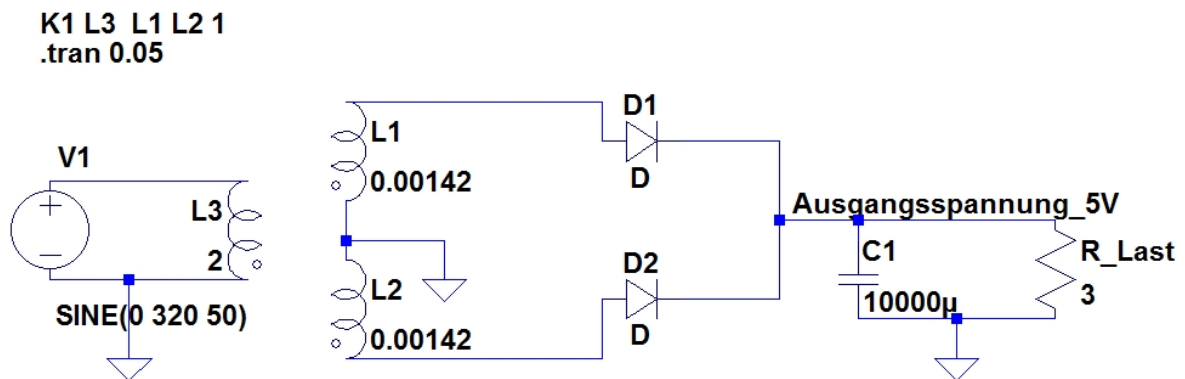 K1 L3  L1 L2 1
.tran 0.05
D1
L1
V1
D
0.00142
L3
Ausgangsspannung_5V
C1
R_Last
D2
2
L2
3
10000µ
SINE(0 320 50)
0.00142
D